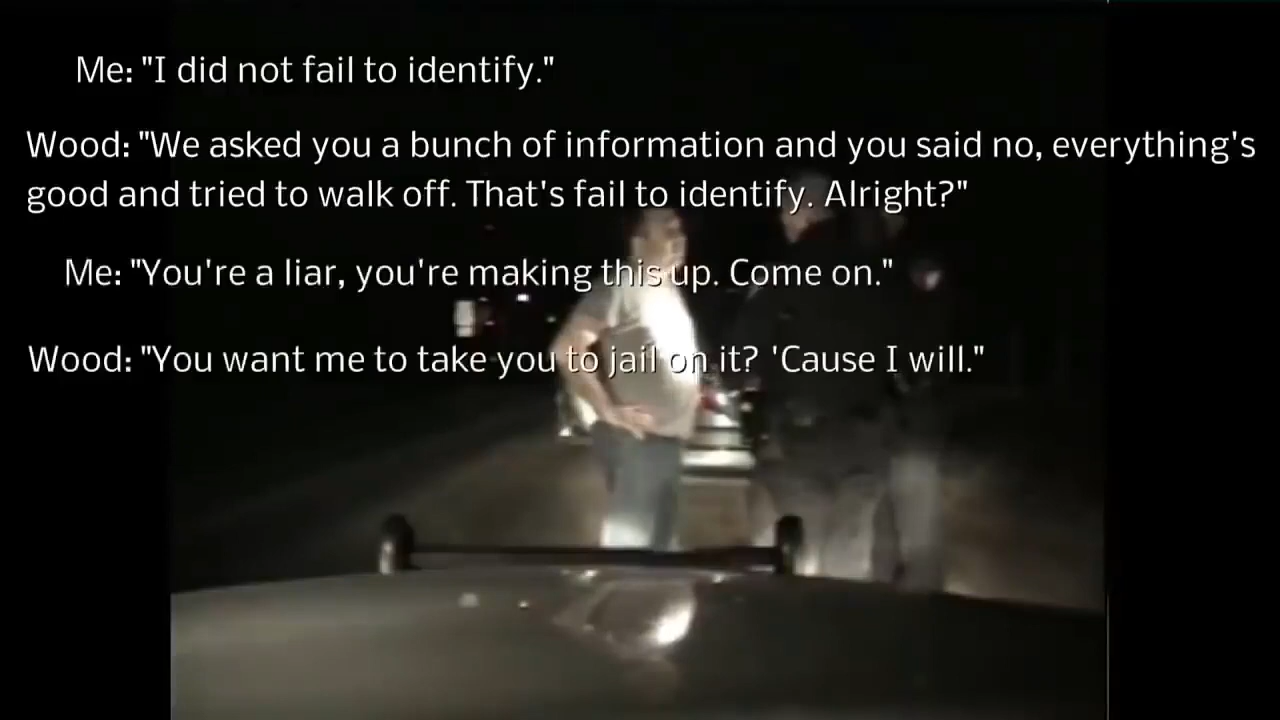 Me: "I did not fail to identify."
Wood: "We asked you a bunch of information and you said no, everything's
good and tried to walk off. That's fail to identify. Alright?"
Me: "You're a liar, you're making this up. Come on."
Wood: "You want me to take you to jail on it? 'Cause I will."